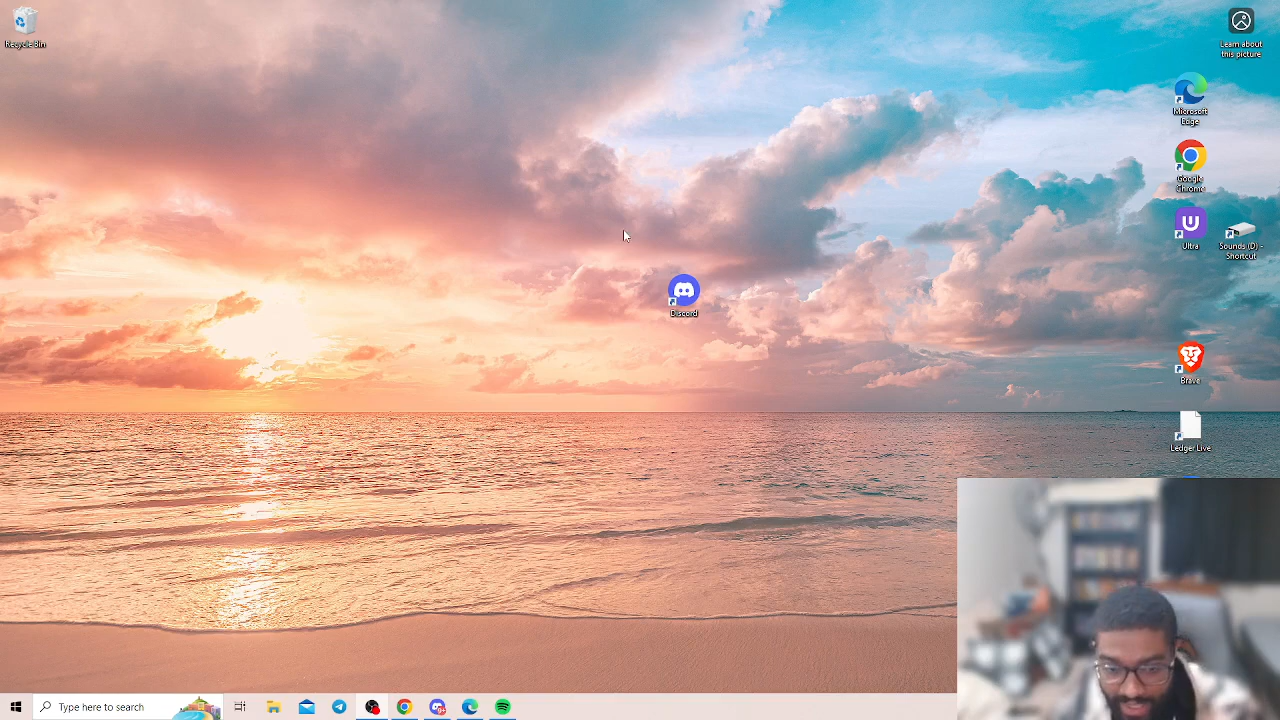 Recycle Bin
Learn about
this picture
Microsoft
Edge
Google
Chrome
Ultra
Sounds (D) -
Shortcut
Discord
Brave
Ledger Live
Type here to search
9+